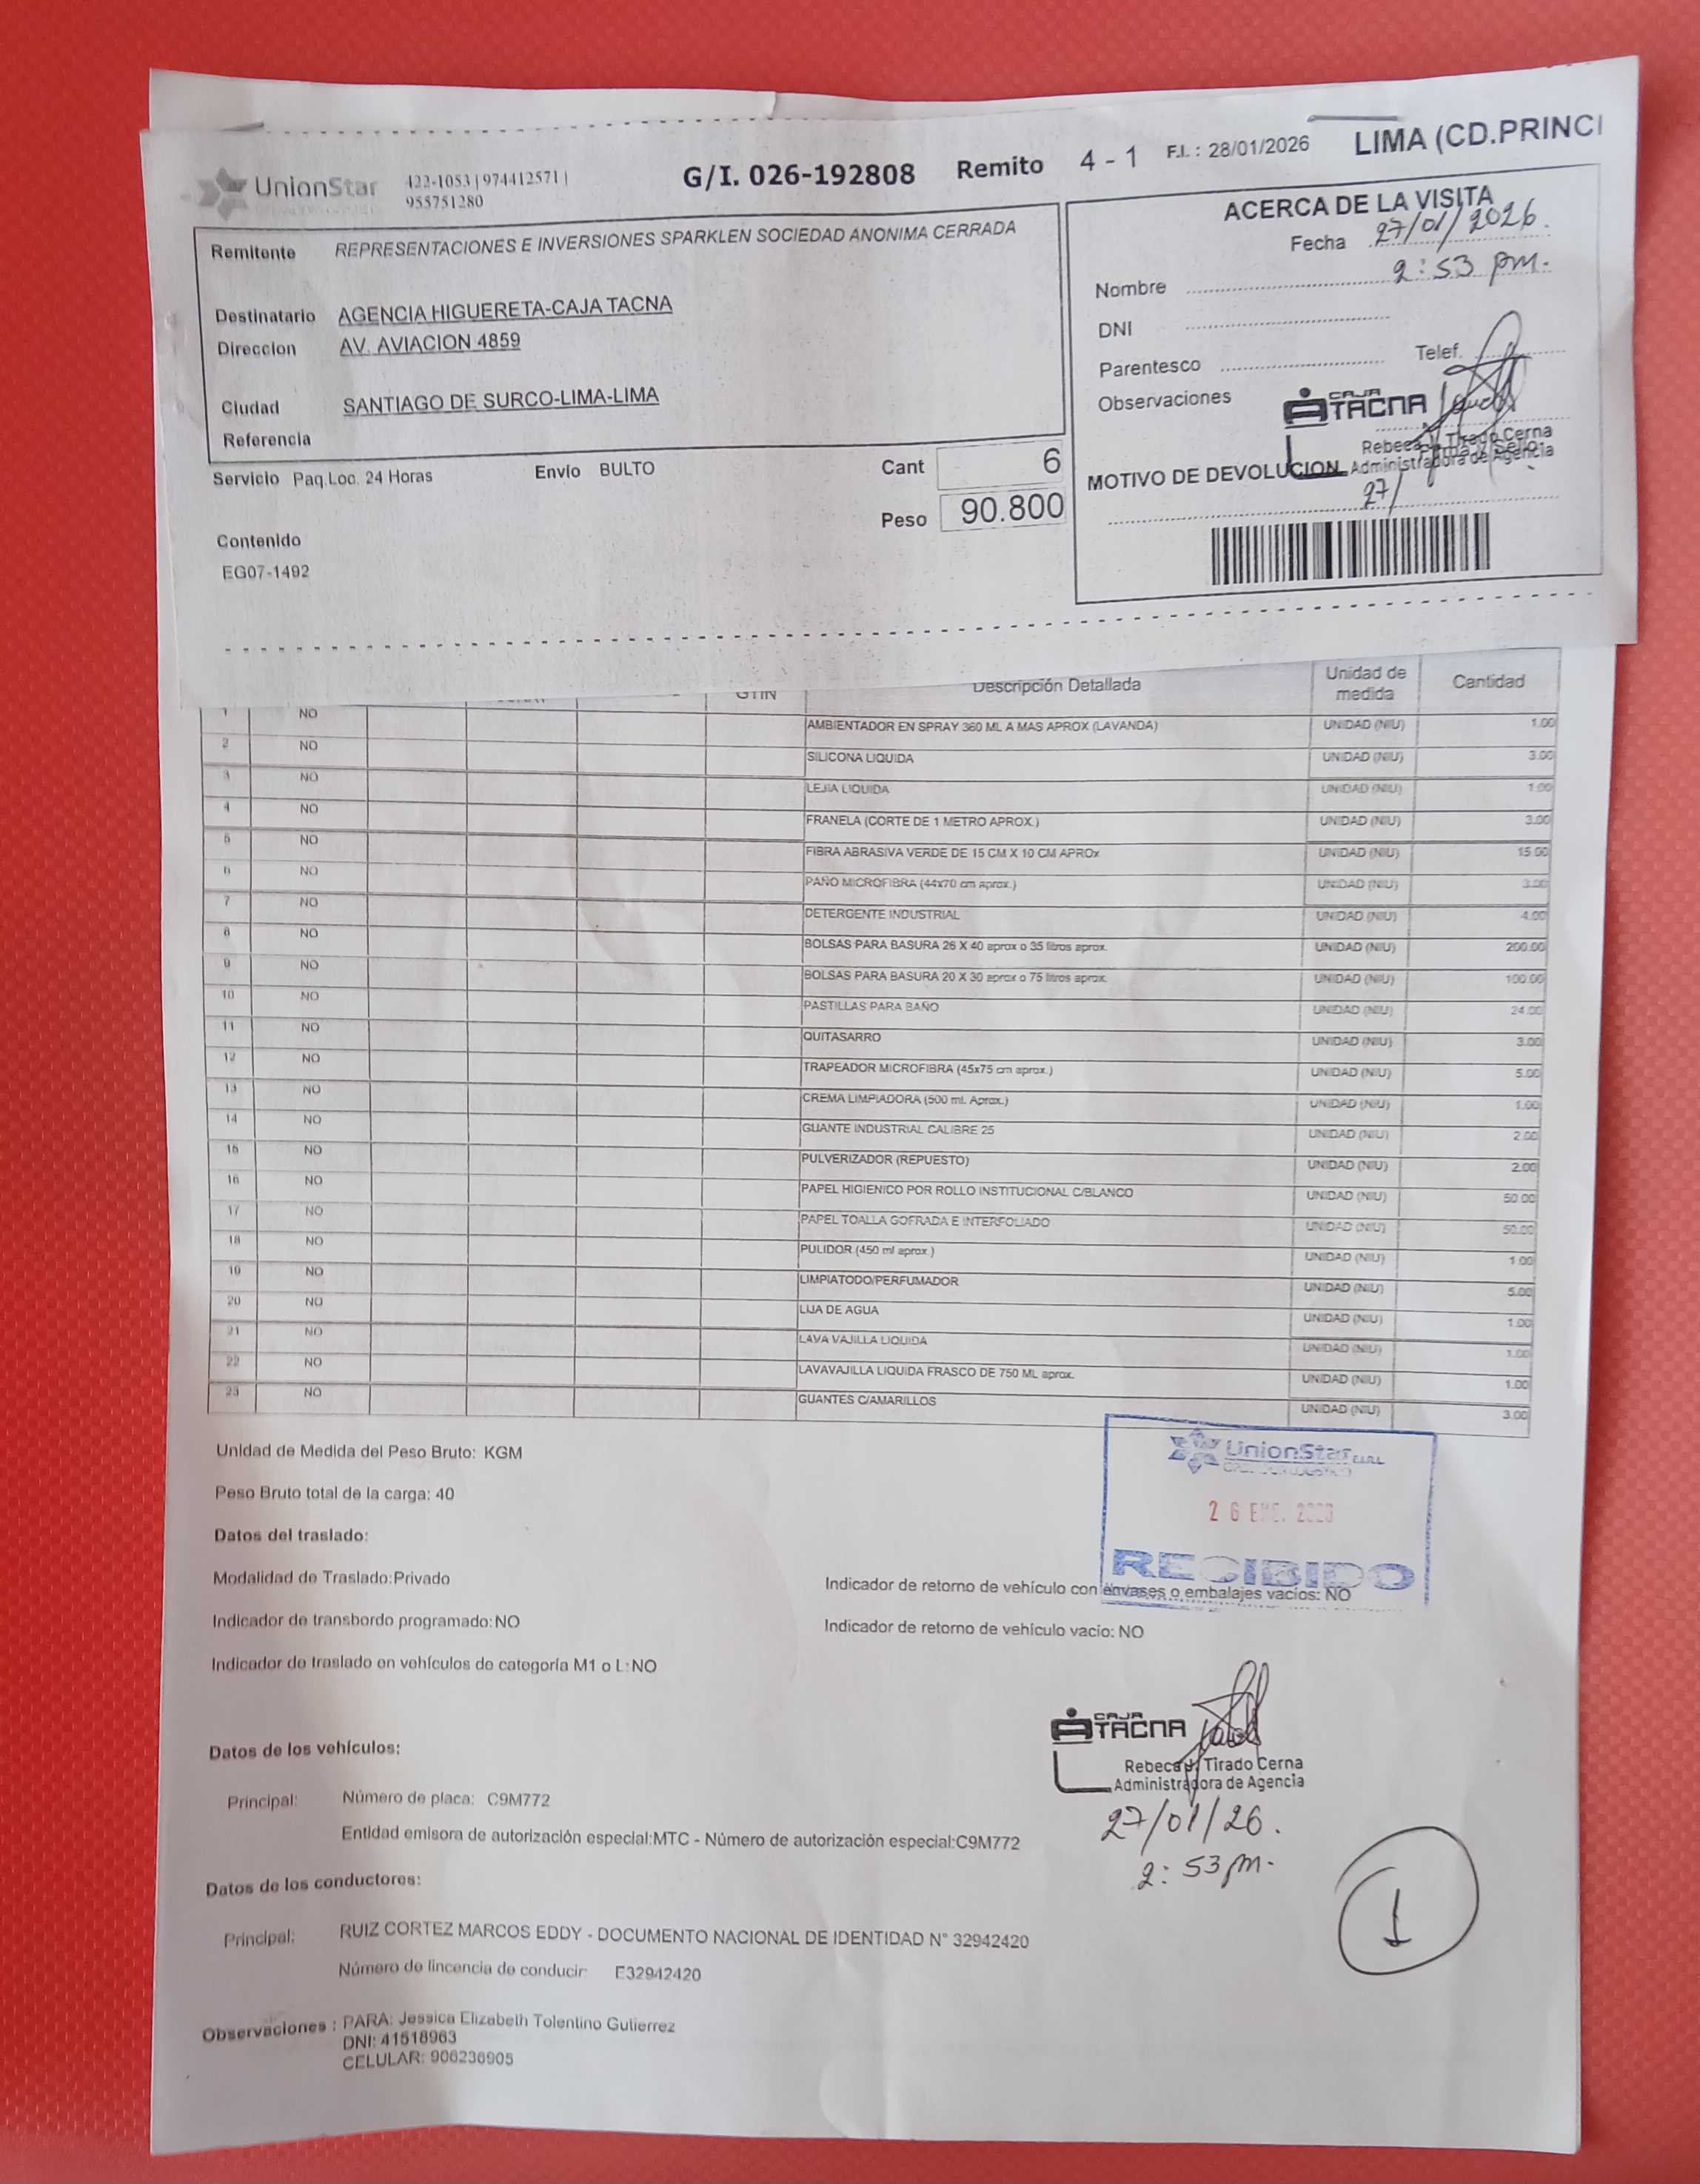 UnionStar 422-1053 | 974412571 |
955751280
G/I. 026-192808 Remito 4 - 1 F.I. : 28/01/2026 LIMA (CD.PRINCI
Remitente REPRESENTACIONES E INVERSIONES SPARKLEN SOCIEDAD ANONIMA CERRADA
Destinatario AGENCIA HIGUERETA-CAJA TACNA
Direccion AV. AVIACION 4859
Ciudad SANTIAGO DE SURCO-LIMA-LIMA
Referencia
Servicio Paq.Loc. 24 Horas Envío BULTO Cant 6
Peso 90.800
Contenido
EG07-1492
ACERCA DE LA VISITA
Fecha 27/01/2026.
2:53 pm.
Nombre
DNI
Parentesco Telef.
Observaciones
CAJA
TACNA
Rebeca J. Tirado Cerna
Administradora de Agencia
MOTIVO DE DEVOLUCION
27/
GTIN Descripción Detallada Unidad de medida Cantidad
1 NO AMBIENTADOR EN SPRAY 360 ML A MAS APROX (LAVANDA) UNIDAD (NIU) 1.00
2 NO SILICONA LIQUIDA UNIDAD (NIU) 3.00
3 NO LEJIA LIQUIDA UNIDAD (NIU) 1.00
4 NO FRANELA (CORTE DE 1 METRO APROX.) UNIDAD (NIU) 3.00
5 NO FIBRA ABRASIVA VERDE DE 15 CM X 10 CM APROx UNIDAD (NIU) 15.00
6 NO PAÑO MICROFIBRA (44x70 cm aprox.) UNIDAD (NIU) 3.00
7 NO DETERGENTE INDUSTRIAL UNIDAD (NIU) 4.00
8 NO BOLSAS PARA BASURA 26 X 40 aprox o 35 litros aprox. UNIDAD (NIU) 200.00
9 NO BOLSAS PARA BASURA 20 X 30 aprox o 75 litros aprox. UNIDAD (NIU) 100.00
10 NO PASTILLAS PARA BAÑO UNIDAD (NIU) 24.00
11 NO QUITASARRO UNIDAD (NIU) 3.00
12 NO TRAPEADOR MICROFIBRA (45x75 cm aprox.) UNIDAD (NIU) 5.00
13 NO CREMA LIMPIADORA (500 ml. Aprox.) UNIDAD (NIU) 1.00
14 NO GUANTE INDUSTRIAL CALIBRE 25 UNIDAD (NIU) 2.00
15 NO PULVERIZADOR (REPUESTO) UNIDAD (NIU) 2.00
16 NO PAPEL HIGIENICO POR ROLLO INSTITUCIONAL C/BLANCO UNIDAD (NIU) 50.00
17 NO PAPEL TOALLA GOFRADA E INTERFOLIADO UNIDAD (NIU) 50.00
18 NO PULIDOR (450 ml aprox.) UNIDAD (NIU) 1.00
19 NO LIMPIATODO/PERFUMADOR UNIDAD (NIU) 5.00
20 NO LIJA DE AGUA UNIDAD (NIU) 1.00
21 NO LAVA VAJILLA LIQUIDA UNIDAD (NIU) 1.00
22 NO LAVAVAJILLA LIQUIDA FRASCO DE 750 ML aprox. UNIDAD (NIU) 1.00
23 NO GUANTES C/AMARILLOS UNIDAD (NIU) 3.00
Unidad de Medida del Peso Bruto: KGM
Peso Bruto total de la carga: 40
UnionStar E.I.R.L
26 ENE.
RECIBIDO
Datos del traslado:
Modalidad de Traslado:Privado
Indicador de retorno de vehículo con envases o embalajes vacíos: NO
Indicador de transbordo programado:NO
Indicador de retorno de vehículo vacio: NO
Indicador de traslado en vehículos de categoría M1 o L:NO
CAJA
TACNA
Rebeca J. Tirado Cerna
Administradora de Agencia
27/01/26.
2:53 pm.
Datos de los vehículos:
Principal: Número de placa: C9M772
Entidad emisora de autorización especial:MTC - Número de autorización especial:C9M772
Datos de los conductores:
Principal: RUIZ CORTEZ MARCOS EDDY - DOCUMENTO NACIONAL DE IDENTIDAD N° 32942420
Número de lincencia de conducir: E32942420
1
Observaciones : PARA: Jessica Elizabeth Tolentino Gutierrez
DNI: 41518963
CELULAR: 906236905